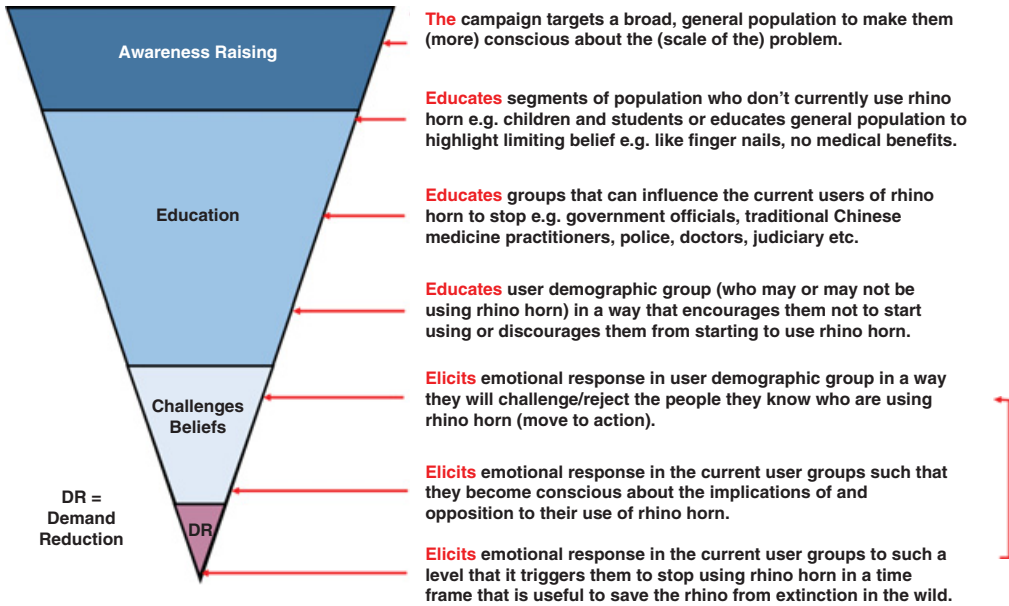 Awareness Raising
The campaign targets a broad, general population to make them
(more) conscious about the (scale of the) problem.
Educates segments of population who don't currently use rhino
horn e.g. children and students or educates general population to
highlight limiting belief e.g. like finger nails, no medical benefits.
Education
Educates groups that can influence the current users of rhino
horn to stop e.g. government officials, traditional Chinese
medicine practitioners, police, doctors, judiciary etc.
Educates user demographic group (who may or may not be
using rhino horn) in a way that encourages them not to start
using or discourages them from starting to use rhino horn.
Challenges
Beliefs
Elicits emotional response in user demographic group in a way
they will challenge/reject the people they know who are using
rhino horn (move to action).
Elicits emotional response in the current user groups such that
they become conscious about the implications of and
opposition to their use of rhino horn.
DR =
Demand
Reduction
DR
Elicits emotional response in the current user groups to such a
level that it triggers them to stop using rhino horn in a time
frame that is useful to save the rhino from extinction in the wild.